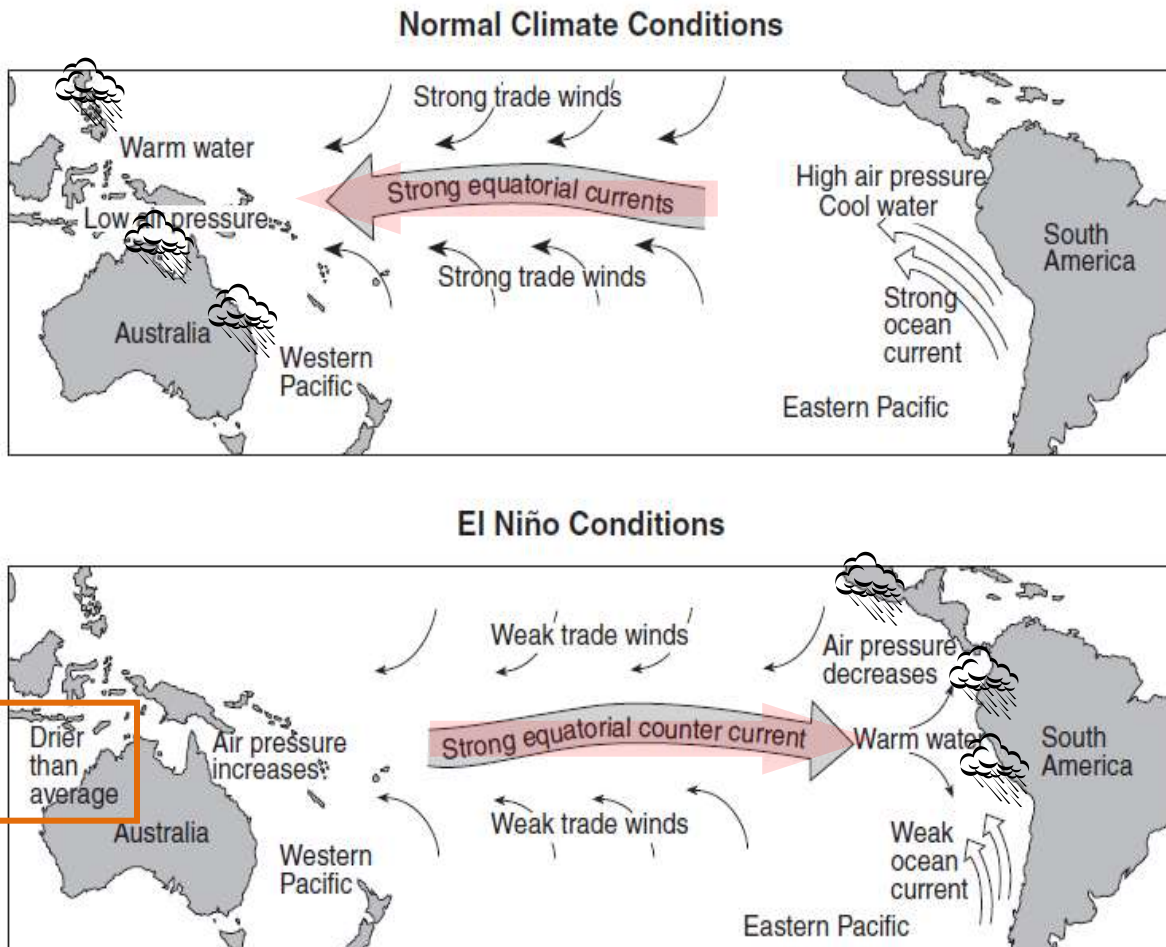 Normal Climate Conditions
Strong trade winds
Warm water
Strong equatorial currents
High air pressure
Cool water
Low air pressure
South
America
Strong trade winds
Strong
ocean
current
Australia
Western
Pacific
Eastern Pacific
El Niño Conditions
Weak trade winds
Air pressure
decreases
Drier
than
average
Air pressure
increases
Strong equatorial counter current
Warm water
South
America
Weak trade winds
Australia
Weak
ocean
current
Western
Pacific
Eastern Pacific